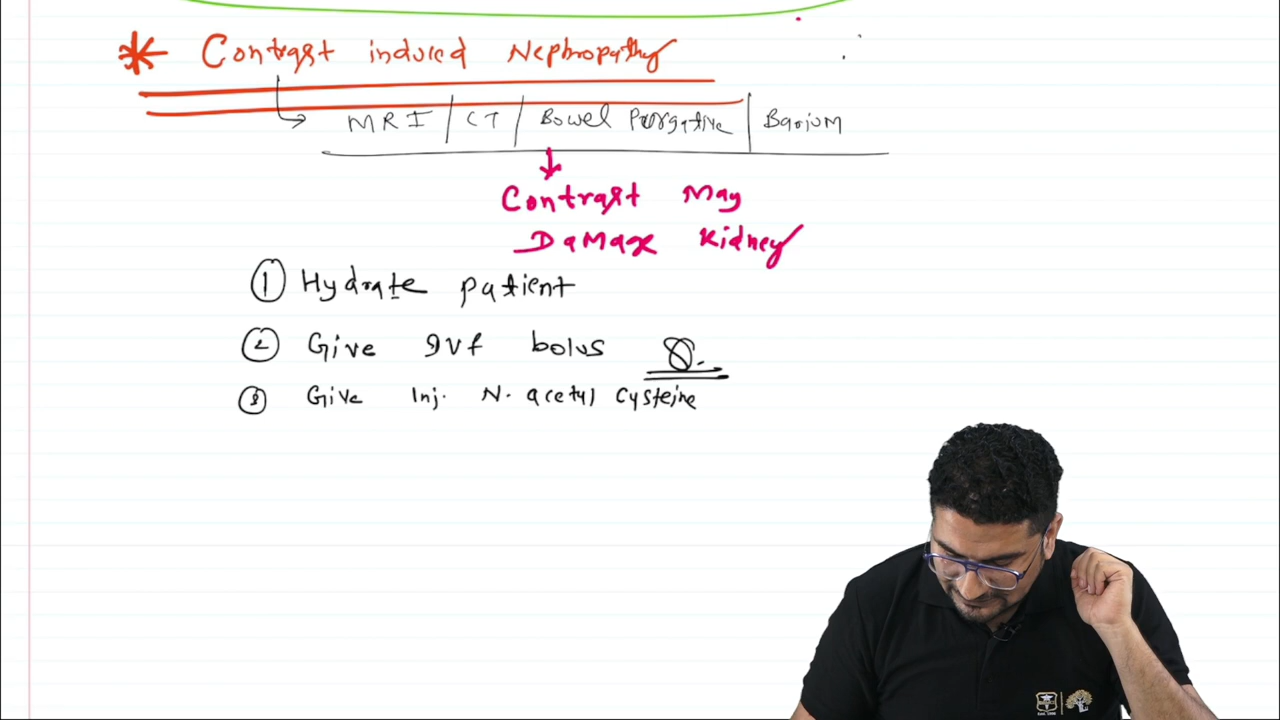 * Contrast induced Nephropathy
MRI | CT | Bowel Purgative | Barium
Contrast May
Damage Kidney
① Hydrate patient
② Give IVF bolus
③ Give Inj. N. acetyl cysteine